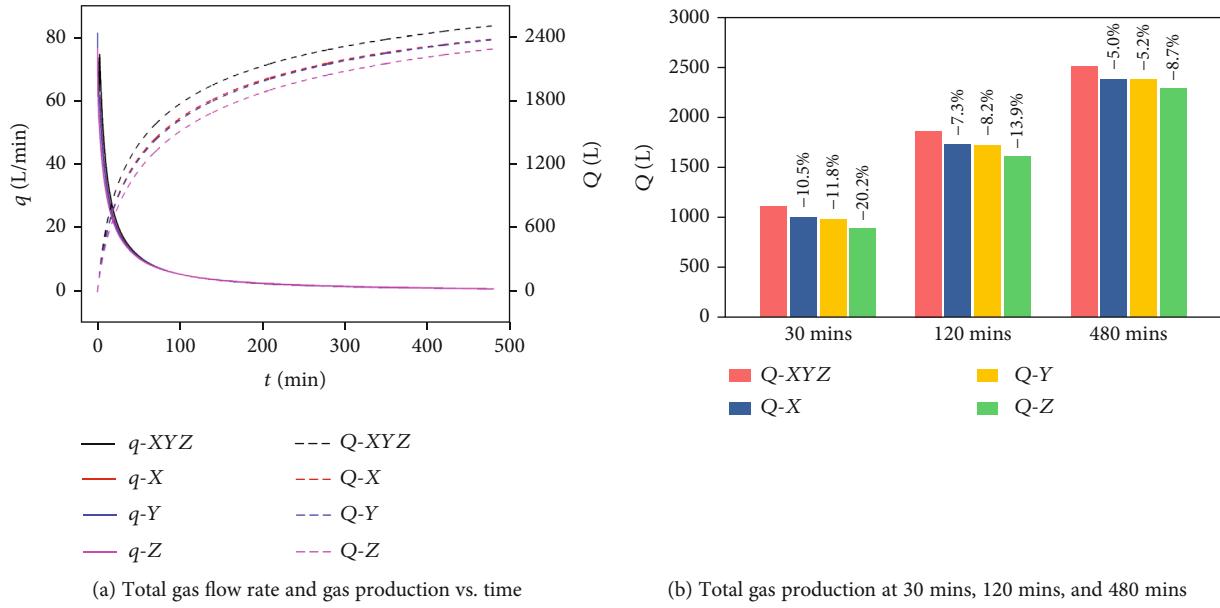 80
60
40
20
0
q (L/min)
2400
1800
1200
600
0
Q (L)
0 100 200 300 400 500
t (min)
q-XYZ Q-XYZ
q-X Q-X
q-Y Q-Y
q-Z Q-Z
(a) Total gas flow rate and gas production vs. time
3000
2500
2000
1500
1000
500
0
Q (L)
−10.5%
−11.8%
−20.2%
−7.3%
−8.2%
−13.9%
−5.0%
−5.2%
−8.7%
30 mins 120 mins 480 mins
Q-XYZ Q-Y
Q-X Q-Z
(b) Total gas production at 30 mins, 120 mins, and 480 mins